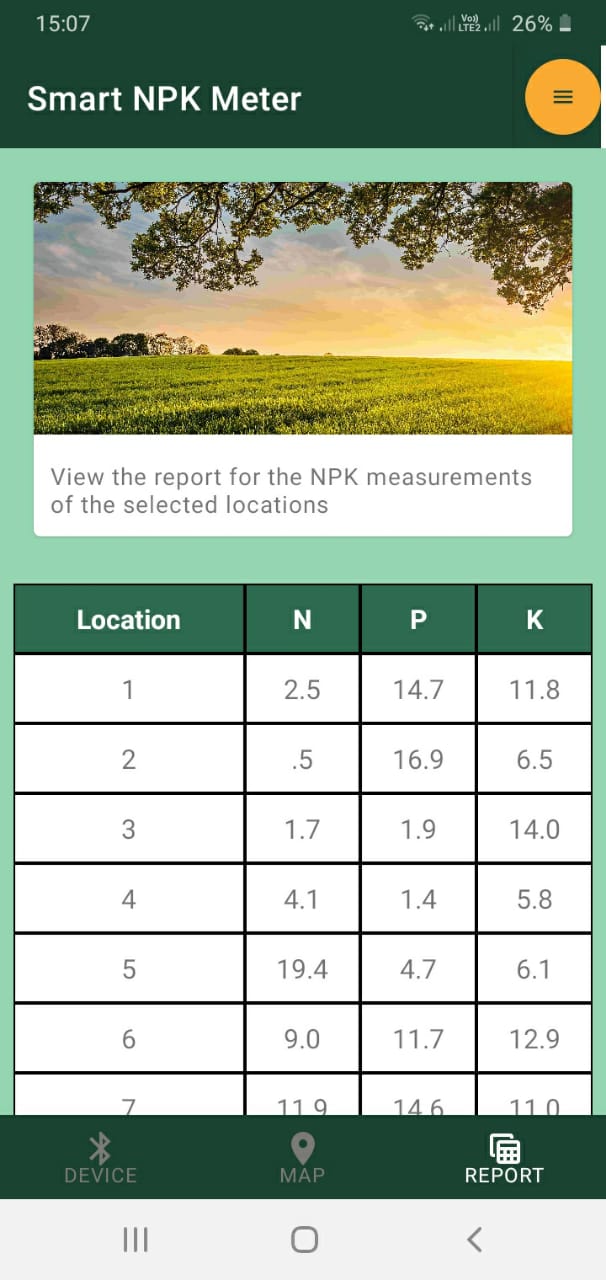 15:07 Vo)) LTE2 26%
Smart NPK Meter
View the report for the NPK measurements
of the selected locations
Location N P K
1 2.5 14.7 11.8
2 .5 16.9 6.5
3 1.7 1.9 14.0
4 4.1 1.4 5.8
5 19.4 4.7 6.1
6 9.0 11.7 12.9
7 11.9 14.6 11.0
DEVICE MAP REPORT